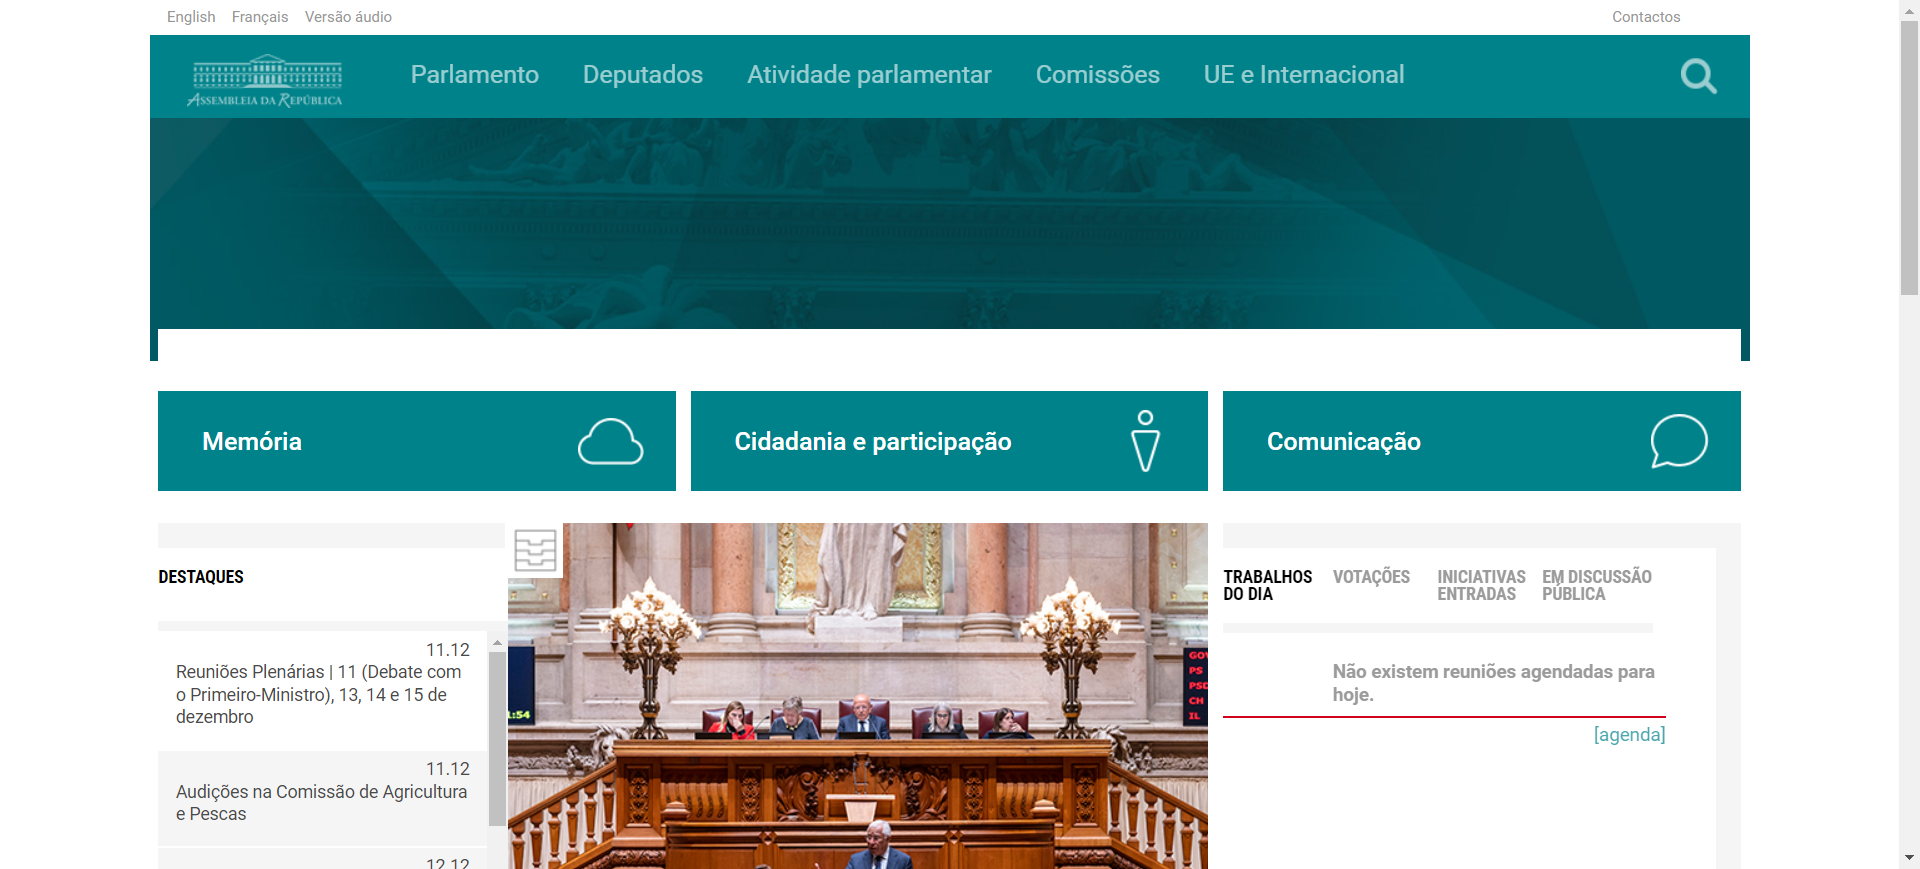 English Français Versão áudio Contactos
ASSEMBLEIA DA REPÚBLICA
Parlamento Deputados Atividade parlamentar Comissões UE e Internacional
Memória
Cidadania e participação
Comunicação
DESTAQUES
11.12
Reuniões Plenárias | 11 (Debate com
o Primeiro-Ministro), 13, 14 e 15 de
dezembro
11.12
Audições na Comissão de Agricultura
e Pescas
12.12
:54
GOV
PS
PSD
CH
IL
TRABALHOS
DO DIA
VOTAÇÕES
INICIATIVAS
ENTRADAS
EM DISCUSSÃO
PÚBLICA
Não existem reuniões agendadas para
hoje.
[agenda]